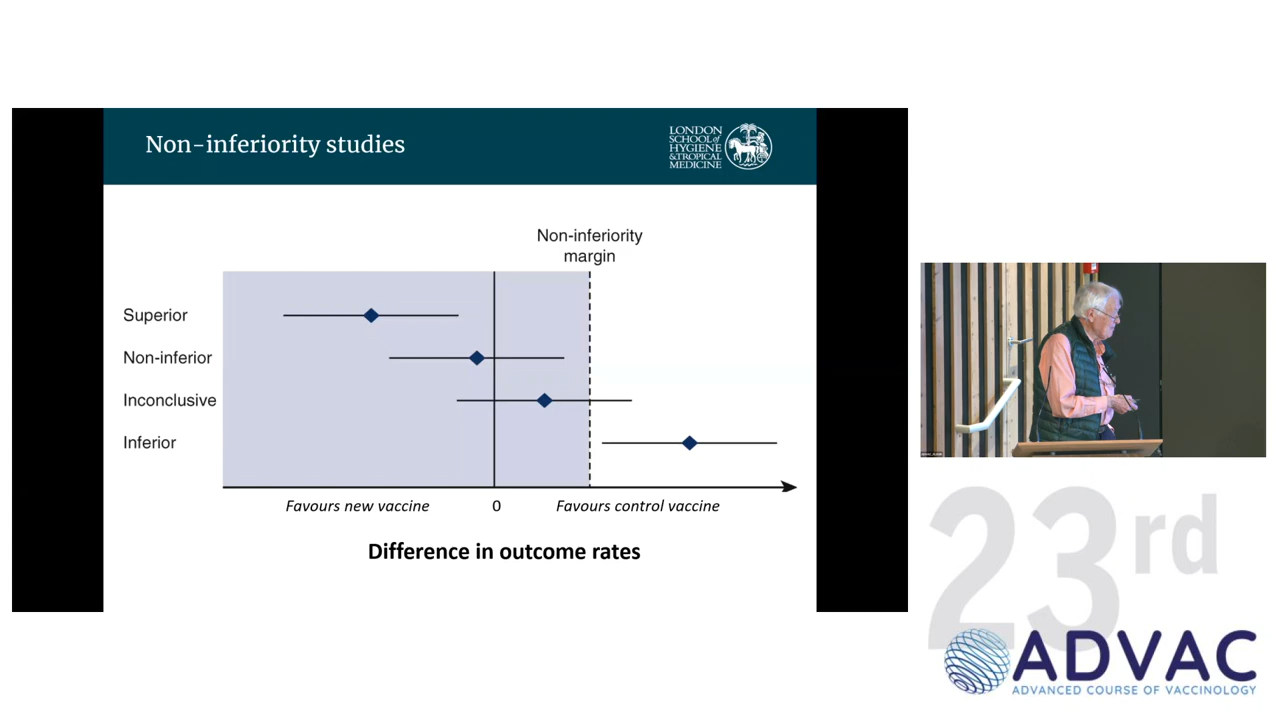 Non-inferiority studies
LONDON
SCHOOL of
HYGIENE
& TROPICAL
MEDICINE
Non-inferiority
margin
Superior
Non-inferior
Inconclusive
Inferior
Favours new vaccine
0
Favours control vaccine
Difference in outcome rates
23rd
ADVAC
ADVANCED COURSE OF VACCINOLOGY